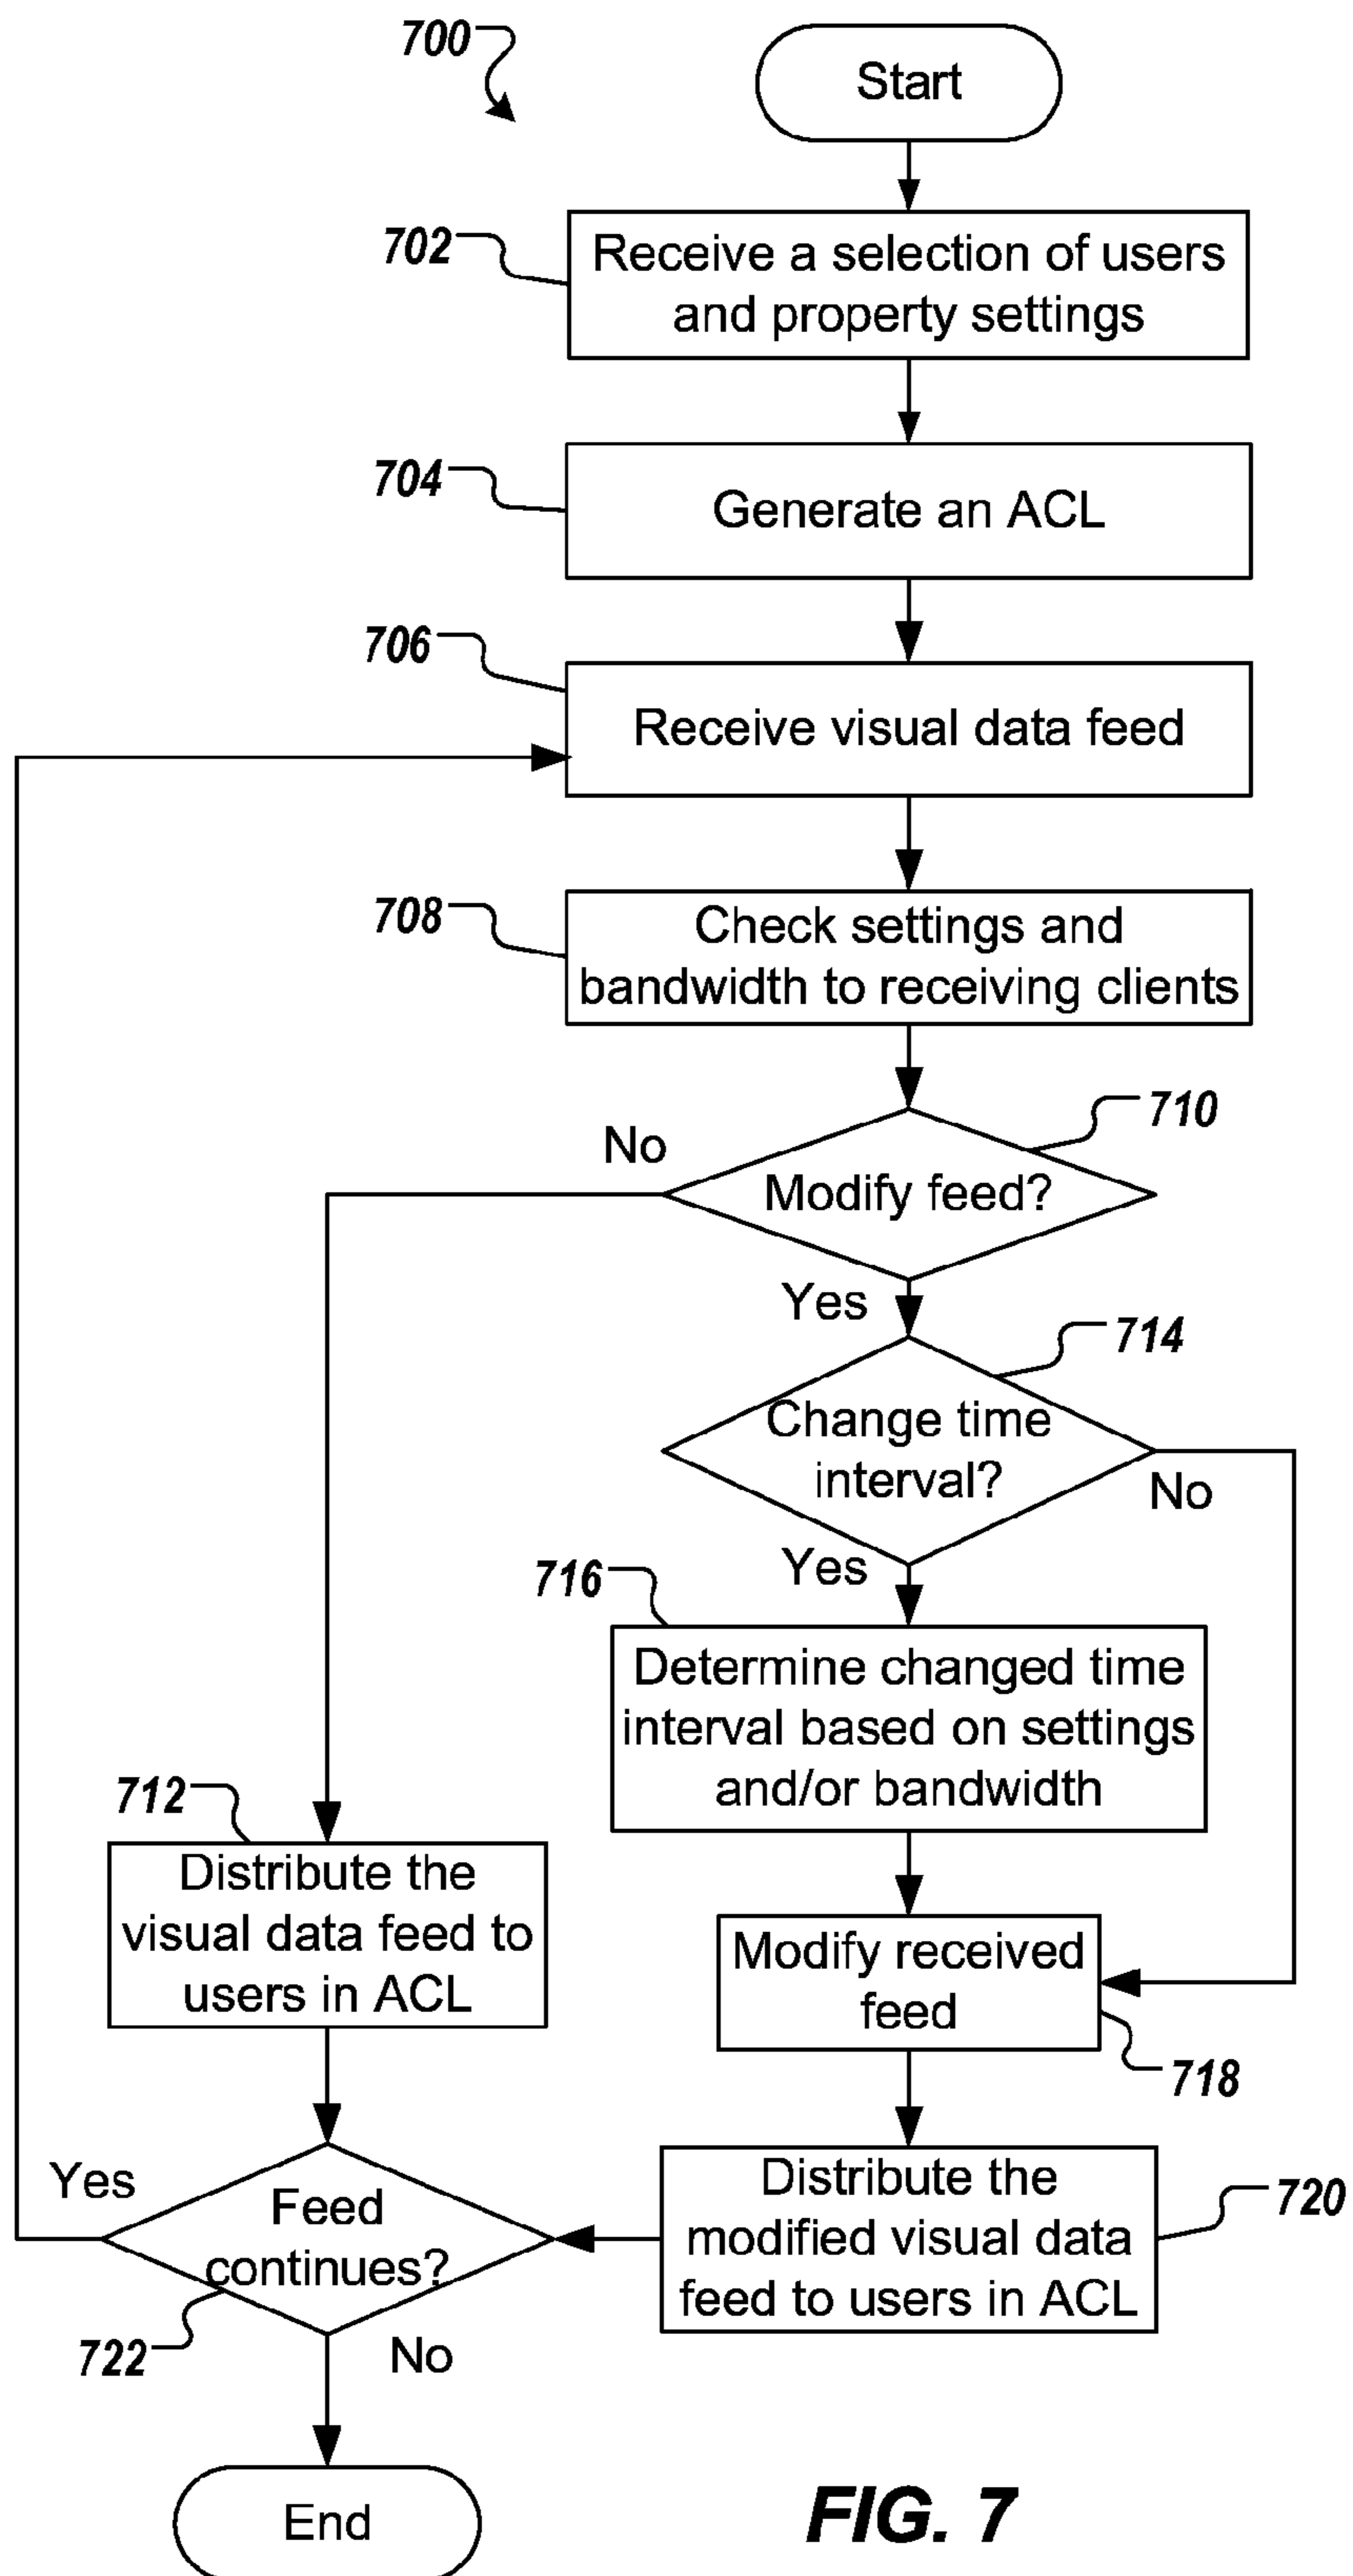 700
Start
702
Receive a selection of users
and property settings
704
Generate an ACL
706
Receive visual data feed
708
Check settings and
bandwidth to receiving clients
710
No
Modify feed?
Yes
714
Change time
interval?
No
Yes
716
Determine changed time
interval based on settings
and/or bandwidth
712
Distribute the
visual data feed to
users in ACL
Modify received
feed
718
Distribute the
modified visual data
feed to users in ACL
720
Yes
Feed
continues?
722
No
End
FIG. 7